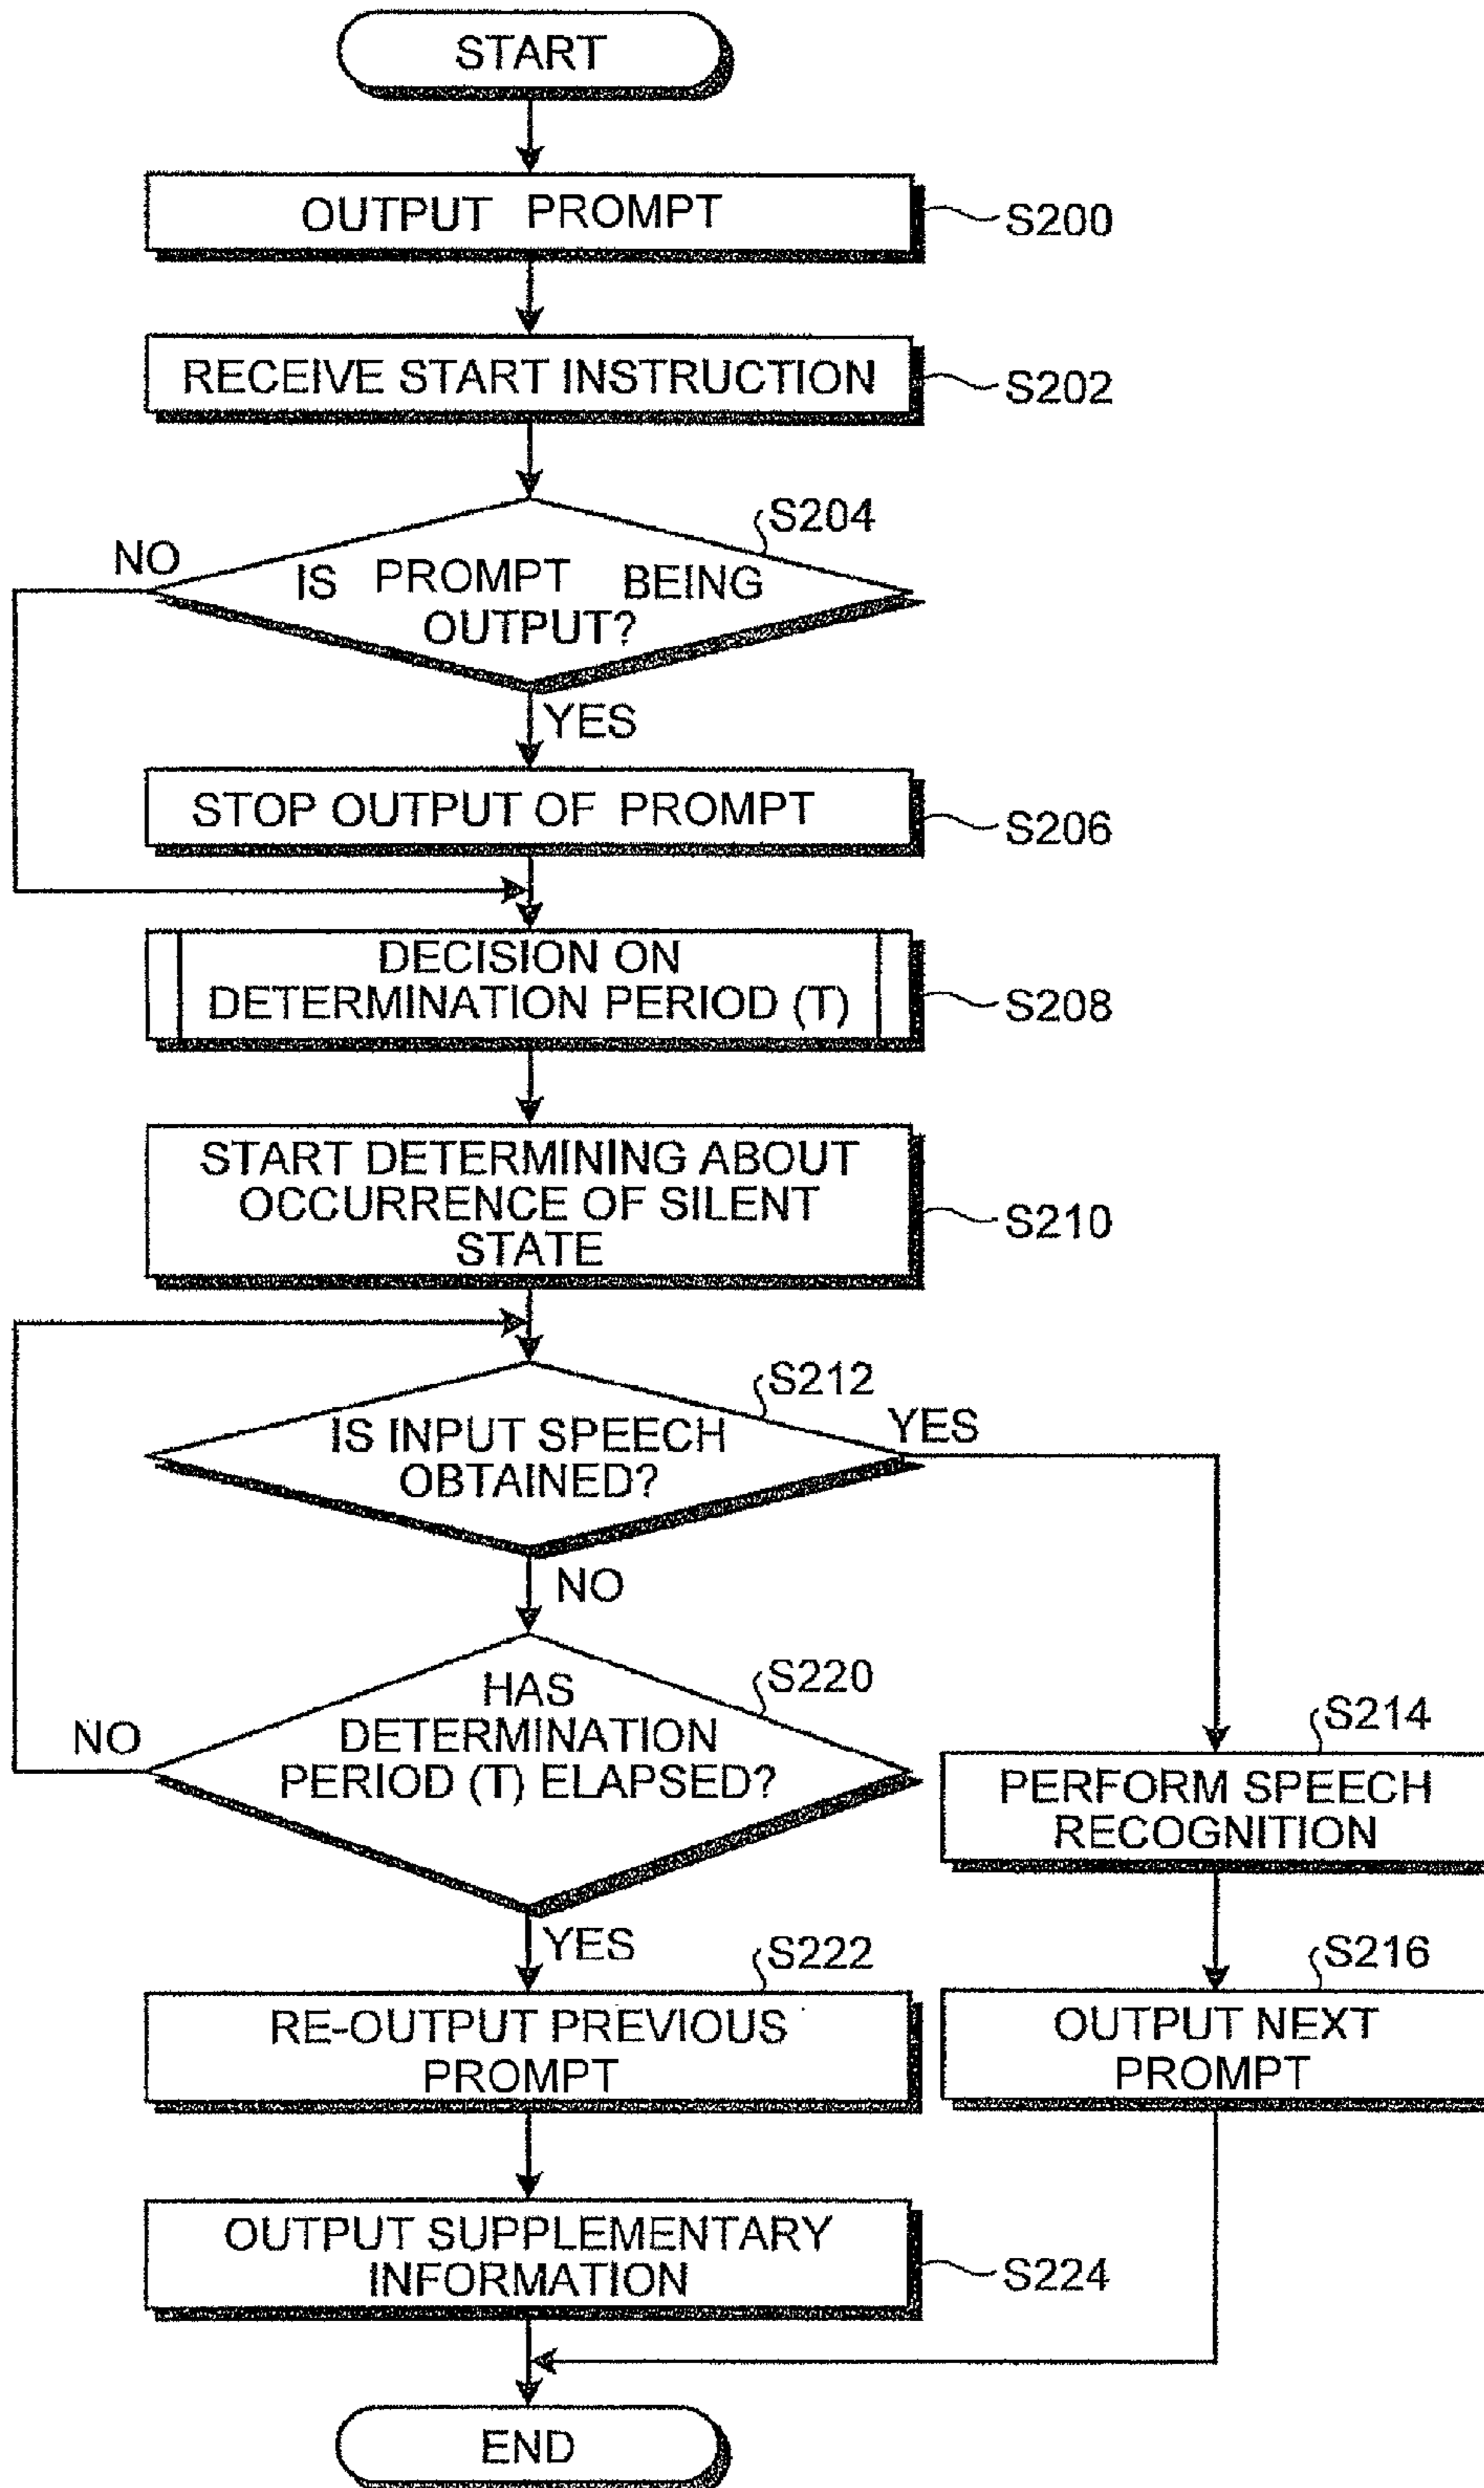 START
OUTPUT PROMPT
S200
RECEIVE START INSTRUCTION
S202
S204
NO
IS PROMPT BEING
OUTPUT?
YES
STOP OUTPUT OF PROMPT
S206
DECISION ON
DETERMINATION PERIOD (T)
S208
START DETERMINING ABOUT
OCCURRENCE OF SILENT
STATE
S210
S212
YES
IS INPUT SPEECH
OBTAINED?
NO
S220
HAS
DETERMINATION
PERIOD (T) ELAPSED?
NO
S214
PERFORM SPEECH
RECOGNITION
YES
S222
RE-OUTPUT PREVIOUS
PROMPT
S216
OUTPUT NEXT
PROMPT
OUTPUT SUPPLEMENTARY
INFORMATION
S224
END